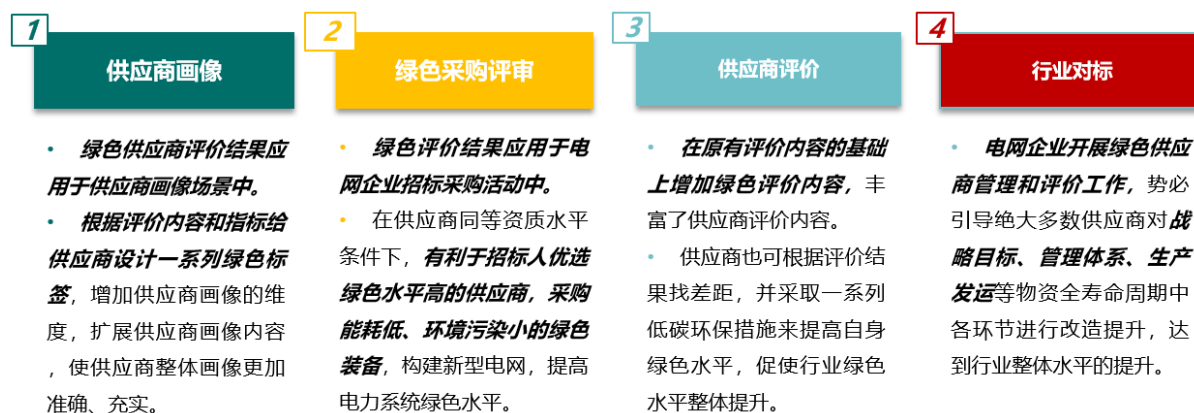 1
供应商画像
• 绿色供应商评价结果应
用于供应商画像场景中。
• 根据评价内容和指标给
供应商设计一系列绿色标
签，增加供应商画像的维
度，扩展供应商画像内容
，使供应商整体画像更加
准确、充实。
2
绿色采购评审
• 绿色评价结果应用于电
网企业招标采购活动中。
• 在供应商同等资质水平
条件下，有利于招标人优选
绿色水平高的供应商，采购
能耗低、环境污染小的绿色
装备，构建新型电网，提高
电力系统绿色水平。
3
供应商评价
• 在原有评价内容的基础
上增加绿色评价内容，丰
富了供应商评价内容。
• 供应商也可根据评价结
果找差距，并采取一系列
低碳环保措施来提高自身
绿色水平，促使行业绿色
水平整体提升。
4
行业对标
• 电网企业开展绿色供应
商管理和评价工作，势必
引导绝大多数供应商对战
略目标、管理体系、生产
发运等物资全寿命周期中
各环节进行改造提升，达
到行业整体水平的提升。